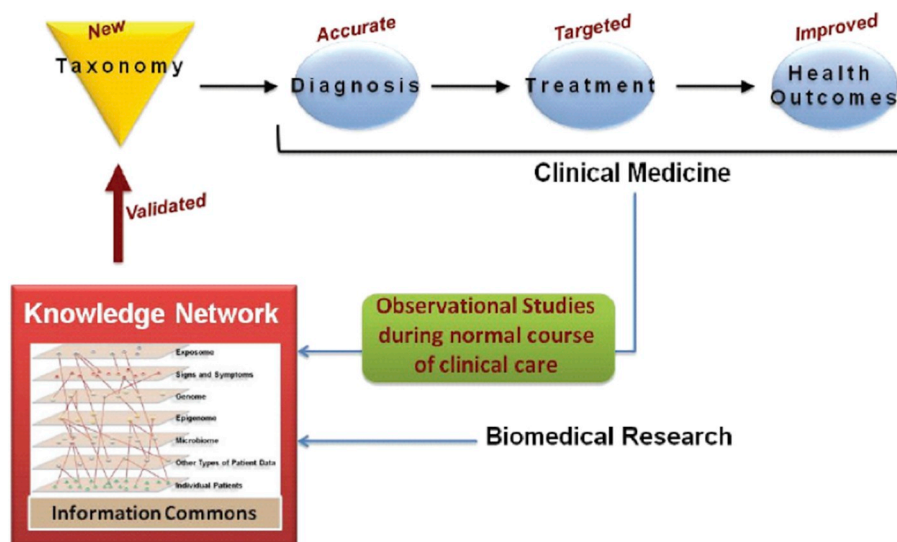 New
Taxonomy
Accurate
Diagnosis
Targeted
Treatment
Improved
Health
Outcomes
Clinical Medicine
Validated
Knowledge Network
Exposome
Signs and Symptoms
Genome
Epigenome
Microbiome
Other Types of Patient Data
Individual Patients
Information Commons
Observational Studies
during normal course
of clinical care
Biomedical Research